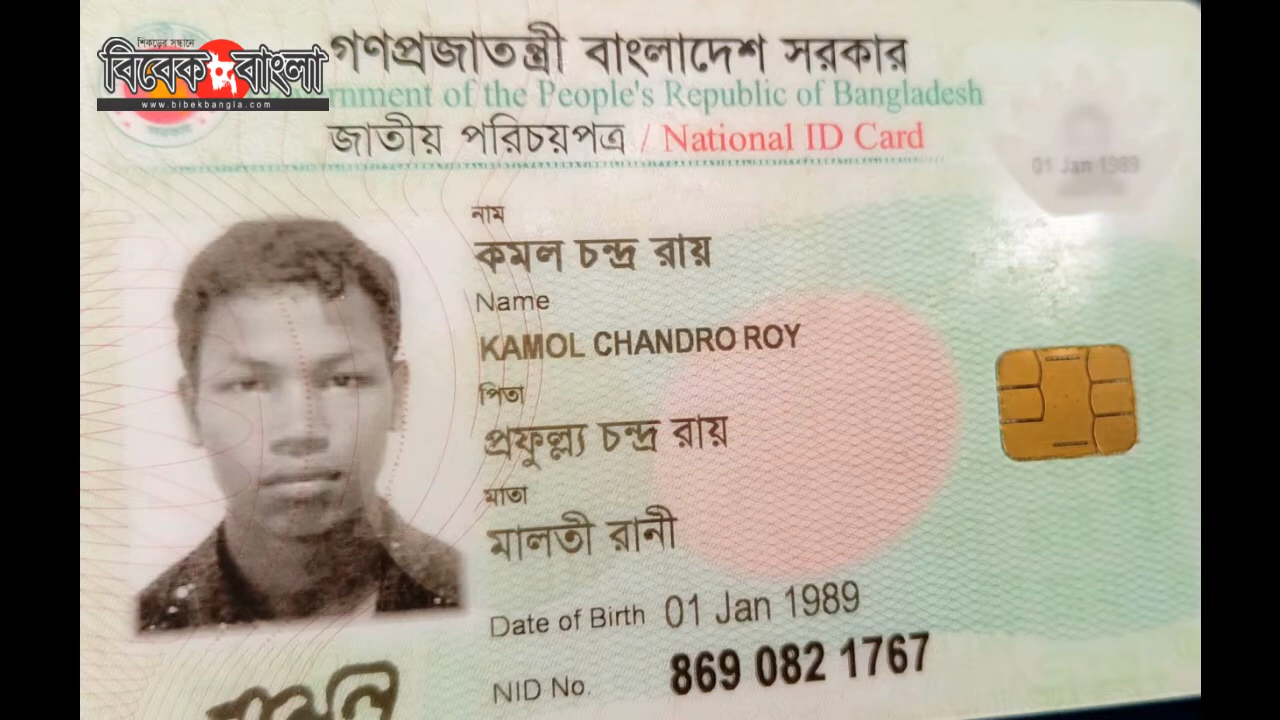 শিকড়ের সন্ধানে
বিবেক বাংলা
www.bibekbangla.com
গণপ্রজাতন্ত্রী বাংলাদেশ সরকার
of the People's Republic of Bangladesh
জাতীয় পরিচয়পত্র / National ID Card
01 Jan 1989
নাম
কমল চন্দ্র রায়
Name
KAMOL CHANDRO ROY
পিতা
প্রফুল্ল্য চন্দ্র রায়
মাতা
মালতী রানী
Date of Birth 01 Jan 1989
NID No. 869 082 1767